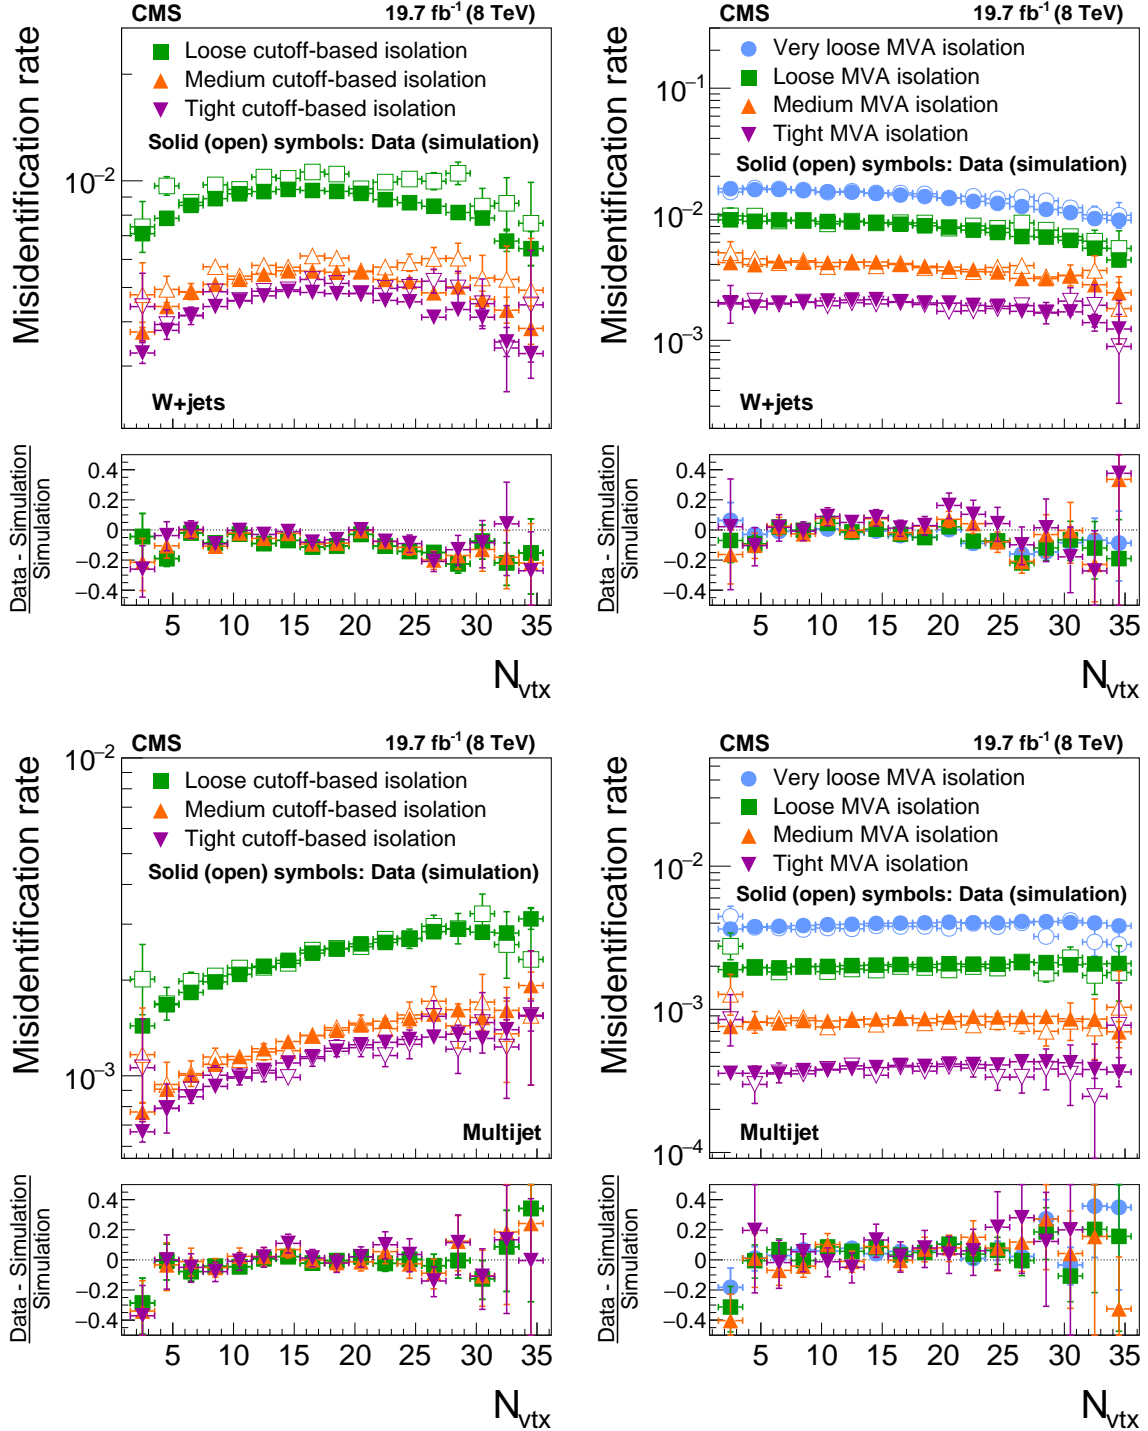 CMS 19.7 fb⁻¹ (8 TeV)
Misidentification rate
Loose cutoff-based isolation
Medium cutoff-based isolation
Tight cutoff-based isolation
Solid (open) symbols: Data (simulation)
10⁻²
W+jets
Data - Simulation
Simulation
0.4
0.2
0
−0.2
−0.4
5 10 15 20 25 30 35
N_vtx
CMS 19.7 fb⁻¹ (8 TeV)
Misidentification rate
Very loose MVA isolation
Loose MVA isolation
Medium MVA isolation
Tight MVA isolation
Solid (open) symbols: Data (simulation)
10⁻¹
10⁻²
10⁻³
W+jets
Data - Simulation
Simulation
0.4
0.2
0
−0.2
−0.4
5 10 15 20 25 30 35
N_vtx
CMS 19.7 fb⁻¹ (8 TeV)
Misidentification rate
10⁻²
Loose cutoff-based isolation
Medium cutoff-based isolation
Tight cutoff-based isolation
Solid (open) symbols: Data (simulation)
10⁻³
Multijet
Data - Simulation
Simulation
0.4
0.2
0
−0.2
−0.4
5 10 15 20 25 30 35
N_vtx
CMS 19.7 fb⁻¹ (8 TeV)
Misidentification rate
Very loose MVA isolation
Loose MVA isolation
Medium MVA isolation
Tight MVA isolation
Solid (open) symbols: Data (simulation)
10⁻²
10⁻³
10⁻⁴
Multijet
Data - Simulation
Simulation
0.4
0.2
0
−0.2
−0.4
5 10 15 20 25 30 35
N_vtx